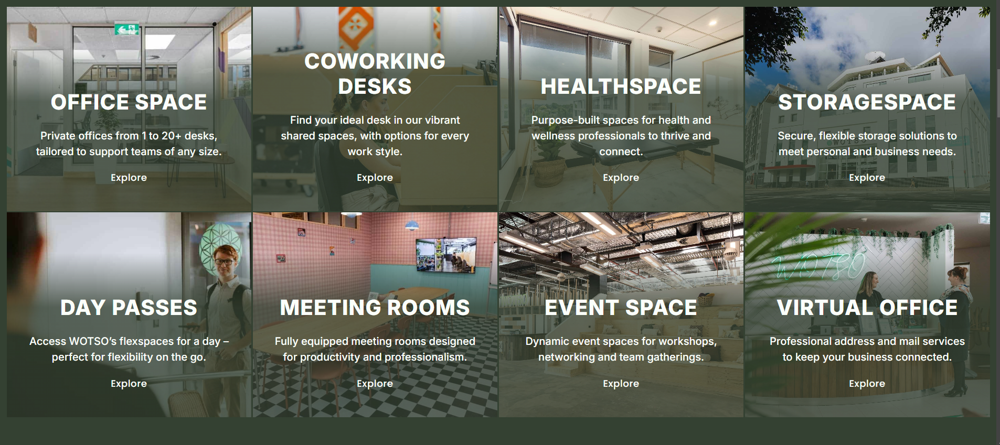 OFFICE SPACE
Private offices from 1 to 20+ desks,
tailored to support teams of any size.
Explore
COWORKING
DESKS
Find your ideal desk in our vibrant
shared spaces, with options for every
work style.
Explore
HEALTHSPACE
Purpose-built spaces for health and
wellness professionals to thrive and
connect.
Explore
STORAGESPACE
Secure, flexible storage solutions to
WOTSO
meet personal and business needs.
Explore
DAY PASSES
Access WOTSO’s flexspaces for a day –
perfect for flexibility on the go.
Explore
MEETING ROOMS
Fully equipped meeting rooms designed
for productivity and professionalism.
Explore
EVENT SPACE
Dynamic event spaces for workshops,
networking and team gatherings.
Explore
WOTSO
VIRTUAL OFFICE
Professional address and mail services
to keep your business connected.
Explore